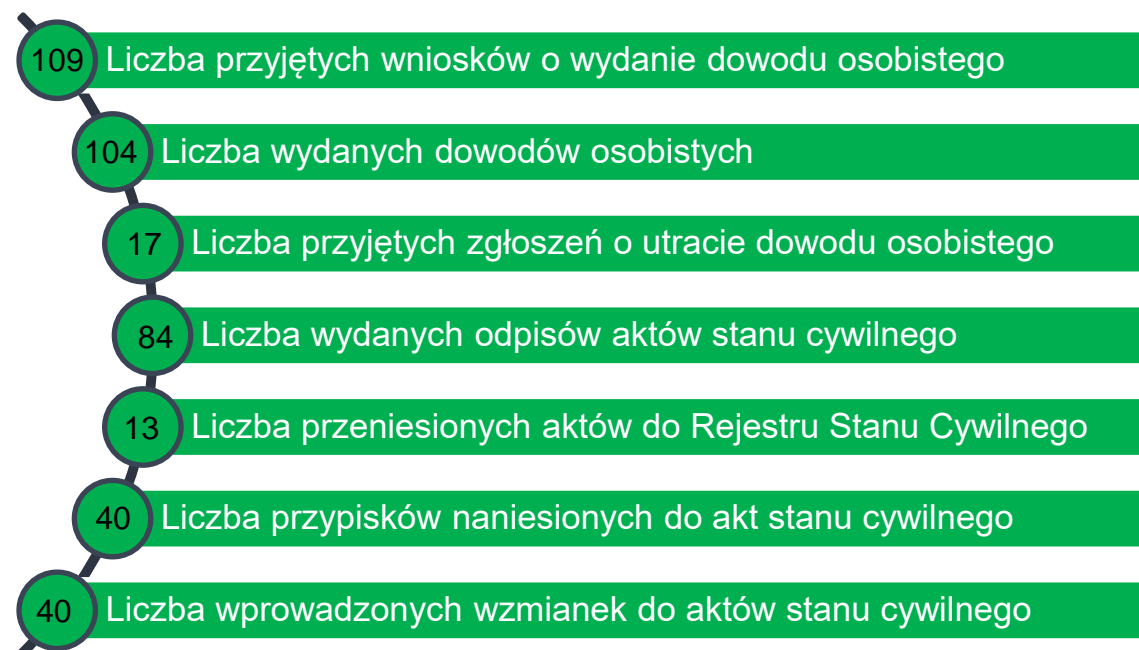 109 Liczba przyjętych wniosków o wydanie dowodu osobistego
104 Liczba wydanych dowodów osobistych
17 Liczba przyjętych zgłoszeń o utracie dowodu osobistego
84 Liczba wydanych odpisów aktów stanu cywilnego
13 Liczba przeniesionych aktów do Rejestru Stanu Cywilnego
40 Liczba przypisków naniesionych do akt stanu cywilnego
40 Liczba wprowadzonych wzmianek do aktów stanu cywilnego